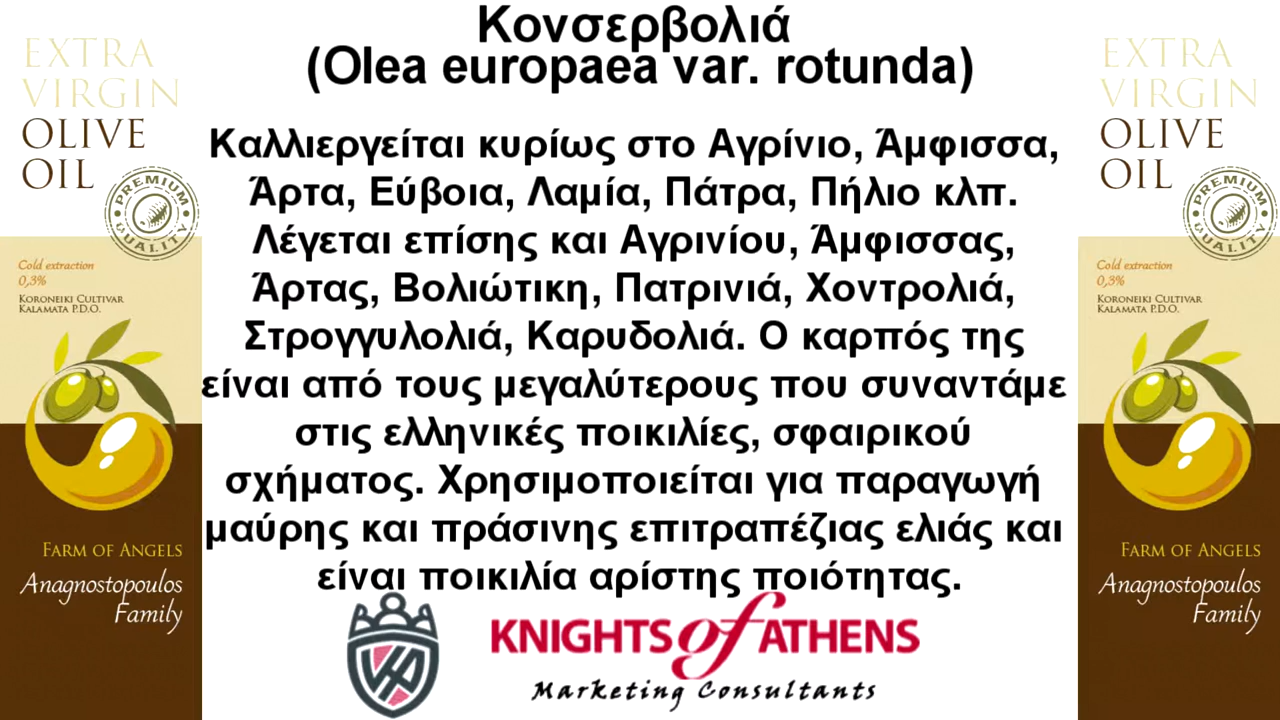 Κονσερβολιά
(Olea europaea var. rotunda)
Καλλιεργείται κυρίως στο Αγρίνιο, Άμφισσα,
Άρτα, Εύβοια, Λαμία, Πάτρα, Πήλιο κλπ.
Λέγεται επίσης και Αγρινίου, Άμφισσας,
Άρτας, Βολιώτικη, Πατρινιά, Χοντρολιά,
Στρογγυλολιά, Καρυδολιά. Ο καρπός της
είναι από τους μεγαλύτερους που συναντάμε
στις ελληνικές ποικιλίες, σφαιρικού
σχήματος. Χρησιμοποιείται για παραγωγή
μαύρης και πράσινης επιτραπέζιας ελιάς και
είναι ποικιλία αρίστης ποιότητας.
EXTRA
VIRGIN
OLIVE
OIL
PREMIUM
QUALITY
Cold extraction
0,3%
KORONEIKI CULTIVAR
KALAMATA P.D.O.
FARM OF ANGELS
Anagnostopoulos
Family
EXTRA
VIRGIN
OLIVE
OIL
PREMIUM
QUALITY
Cold extraction
0,3%
KORONEIKI CULTIVAR
KALAMATA P.D.O.
FARM OF ANGELS
Anagnostopoulos
Family
KNIGHTS of ATHENS
Marketing Consultants